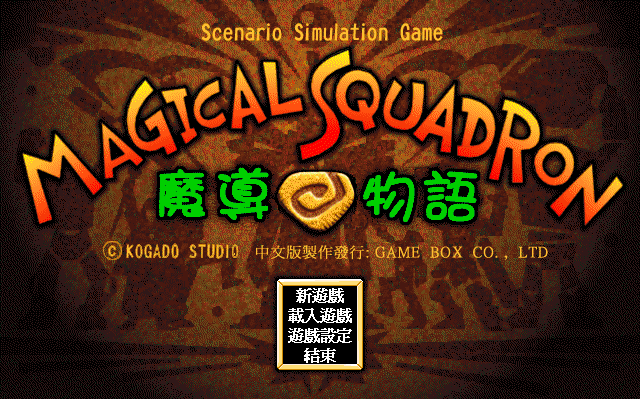 Scenario Simulation Game
MAGICAL SQUADRON
魔導物語
©KOGADO STUDIO 中文版製作發行: GAME BOX CO., LTD
新遊戲
載入遊戲
遊戲設定
結束